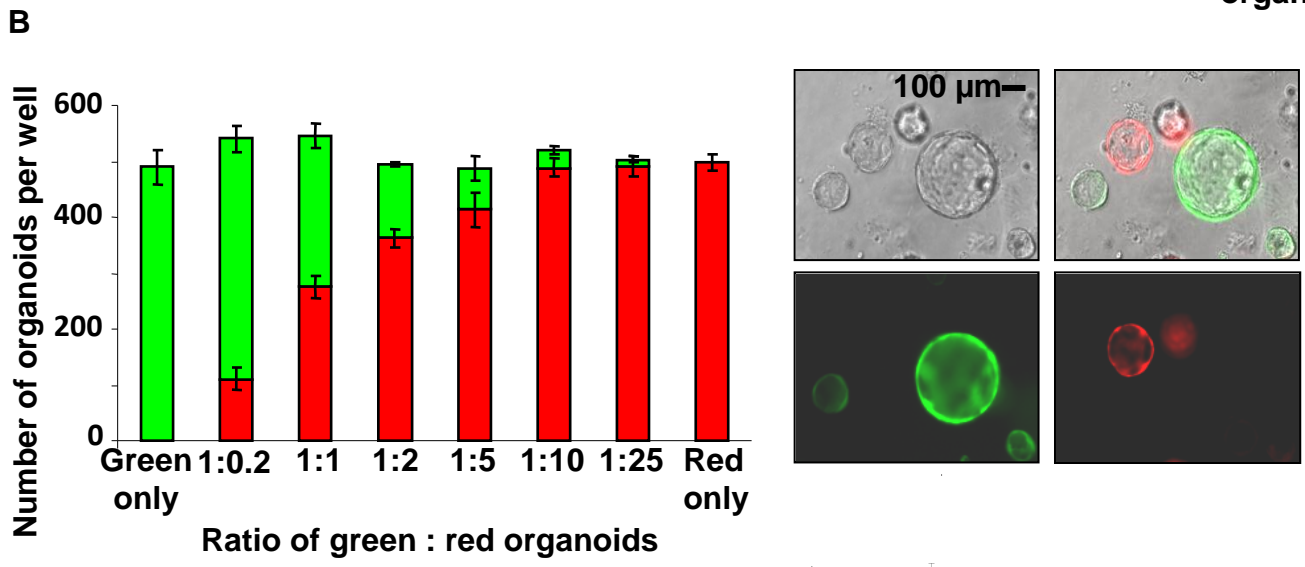 B
Number of organoids per well
600
400
200
0
Green only
1:0.2
1:1
1:2
1:5
1:10
1:25
Red only
Ratio of green : red organoids
100 µm